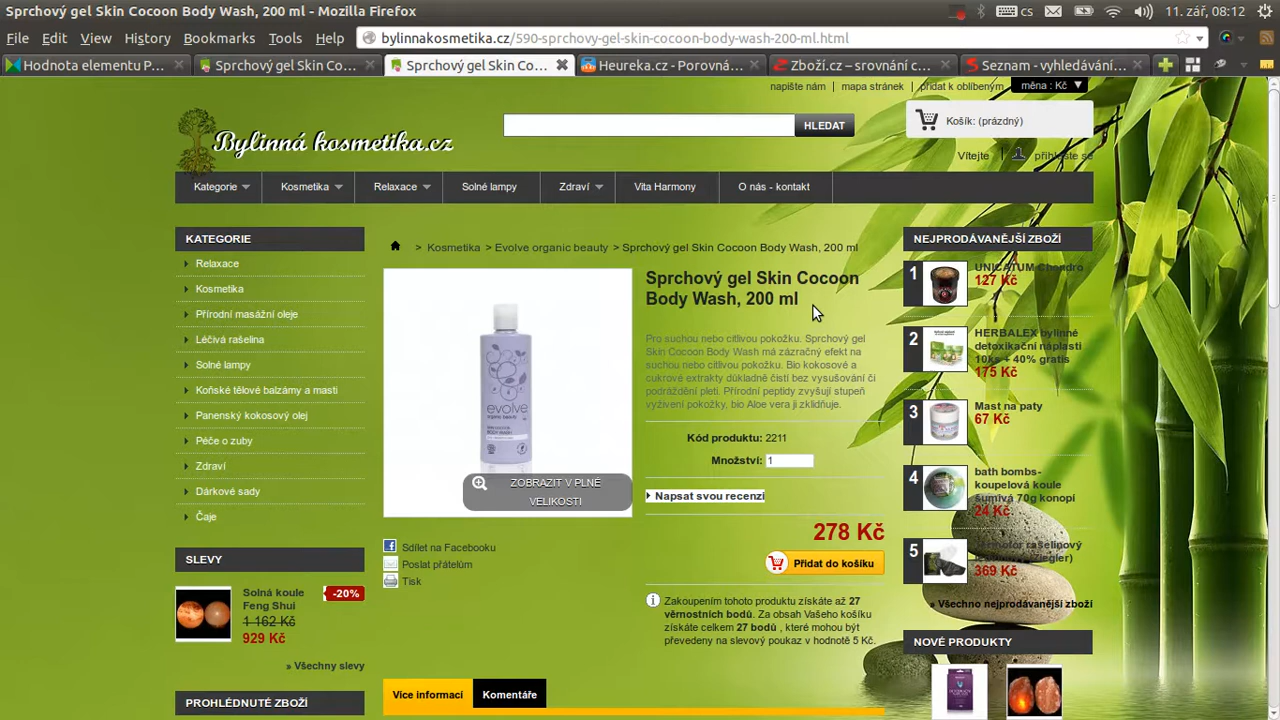 Sprchový gel Skin Cocoon Body Wash, 200 ml - Mozilla Firefox
cs
11. zář, 08:12
File Edit View History Bookmarks Tools Help
bylinnakosmetika.cz/590-sprchovy-gel-skin-cocoon-body-wash-200-ml.html
Hodnota elementu P...
Sprchový gel Skin Co...
Sprchový gel Skin Co...
Heureka.cz - Porovná...
Zboží.cz – srovnání c...
Seznam - vyhledávání...
napište nám | mapa stránek | přidat k oblíbeným
měna : Kč
Bylinná kosmetika.cz
HLEDAT
Košík: (prázdný)
Vítejte
přihlaste se
Kategorie
Kosmetika
Relaxace
Solné lampy
Zdraví
Vita Harmony
O nás - kontakt
KATEGORIE
Relaxace
Kosmetika
Přírodní masážní oleje
Léčivá rašelina
Solné lampy
Koňské tělové balzámy a masti
Panenský kokosový olej
Péče o zuby
Zdraví
Dárkové sady
Čaje
SLEVY
Solná koule
Feng Shui
-20%
1 162 Kč
929 Kč
» Všechny slevy
PROHLÉDNUTÉ ZBOŽÍ
> Kosmetika > Evolve organic beauty > Sprchový gel Skin Cocoon Body Wash, 200 ml
evolve
ZOBRAZIT V PLNÉ
VELIKOSTI
Sdílet na Facebooku
Poslat přátelům
Tisk
Sprchový gel Skin Cocoon
Body Wash, 200 ml
Pro suchou nebo citlivou pokožku. Sprchový gel
Skin Cocoon Body Wash má zázračný efekt na
suchou nebo citlivou pokožku. Bio kokosové a
cukrové extrakty důkladně čistí bez vysušování či
podráždění pleti. Přírodní peptidy zvyšují stupeň
vyživení pokožky, bio Aloe vera ji zklidňuje.
Kód produktu: 2211
Množství: 1
Napsat svou recenzi
278 Kč
Přidat do košíku
Zakoupením tohoto produktu získáte až 27
věrnostních bodů. Za obsah Vašeho košíku
získáte celkem 27 bodů , které mohou být
převedeny na slevový poukaz v hodnotě 5 Kč.
Více informací
Komentáře
NEJPRODÁVANĚJŠÍ ZBOŽÍ
1
UNICATUM Chondro
127 Kč
2
HERBALEX bylinné
detoxikační náplasti
10ks + 40% gratis
175 Kč
3
Mast na paty
67 Kč
4
bath bombs-
koupelová koule
šumivá 70g konopí
24 Kč
5
369 Kč
» Všechno nejprodávanější zboží
NOVÉ PRODUKTY